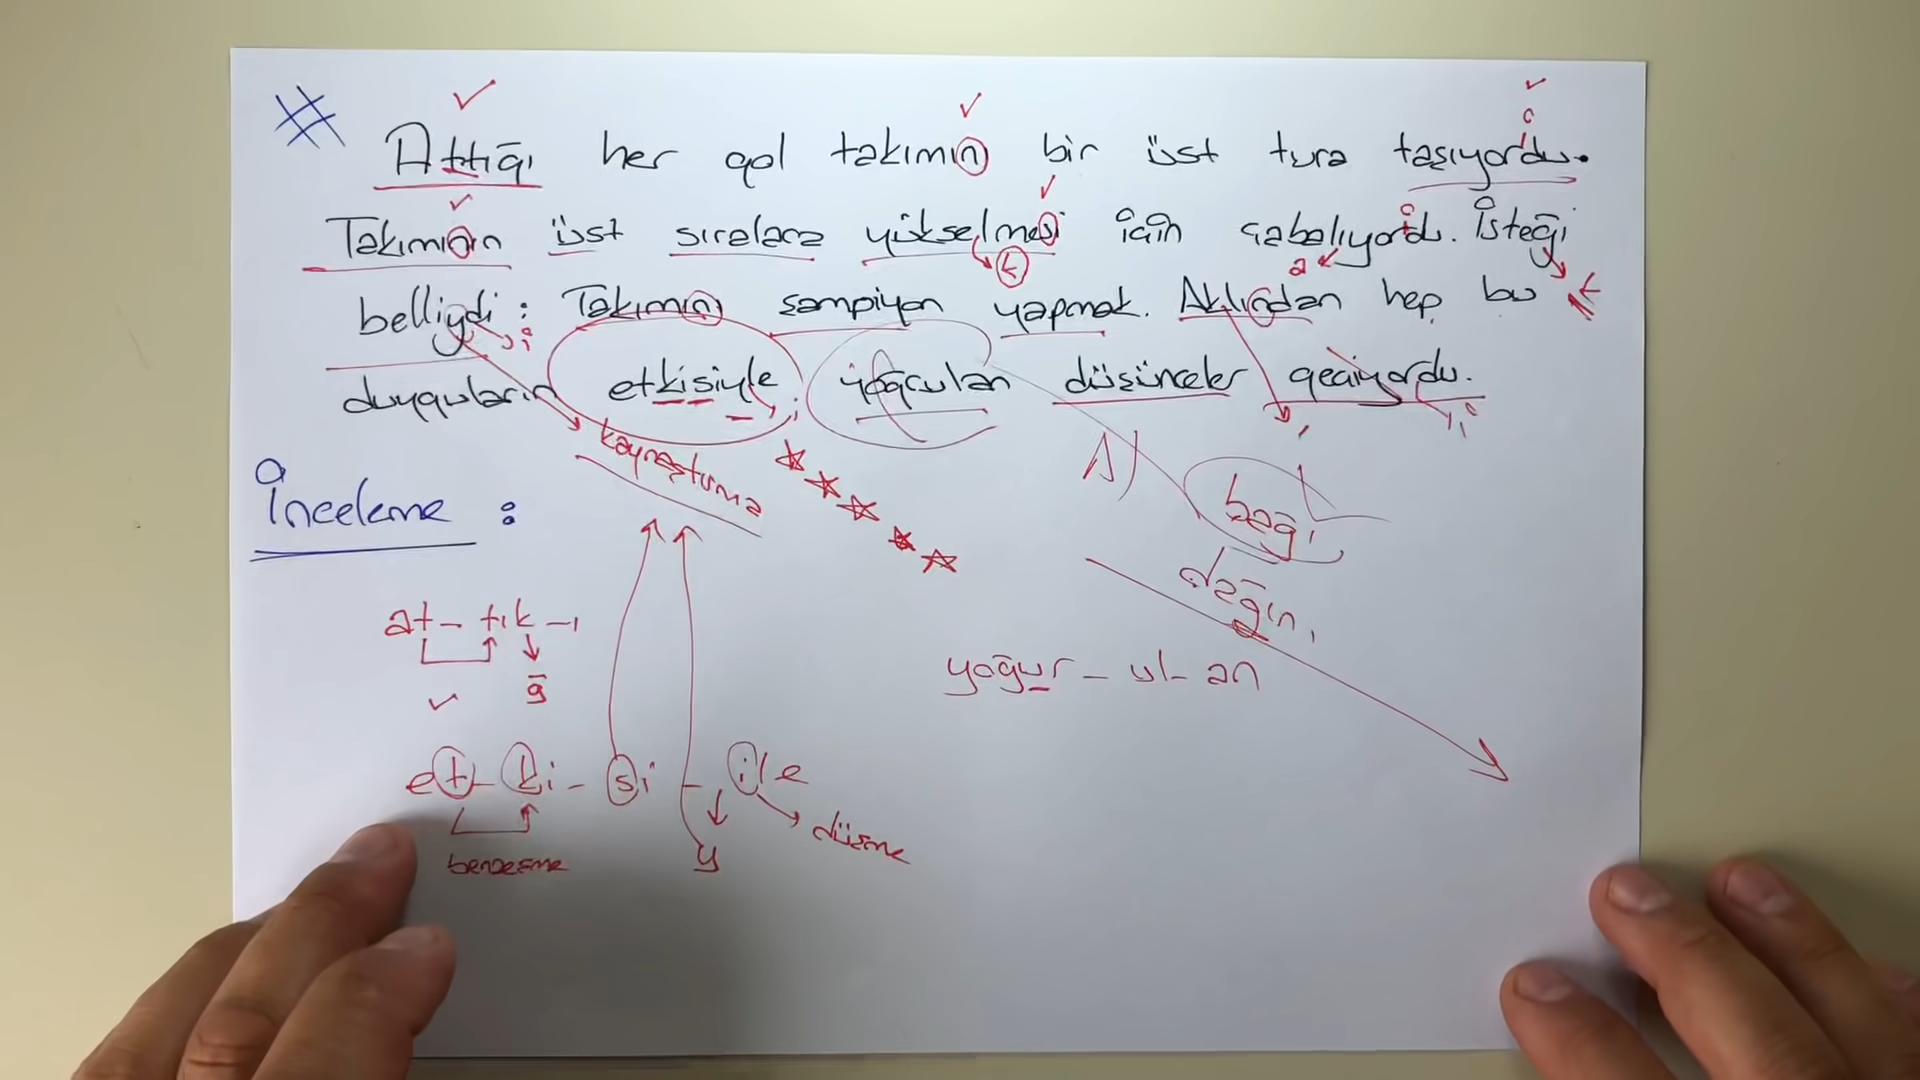 Attığı her gol takımın bir üst tura taşıyordu.
Takımının üst sıralara yükselmesi için çabalıyordu. İsteği
belliydi: Takımını şampiyon yapmak. Aklından hep bu
duyguların etkisiyle yoğrulan düşünceler geçiyordu.
i
k
a
i
i
kaynaştırma
A)
bağı
değin
İnceleme :
at - tık - ı
ğ
yoğur - ul - an
et - ki - si - ile
düşme
benzeşme
y